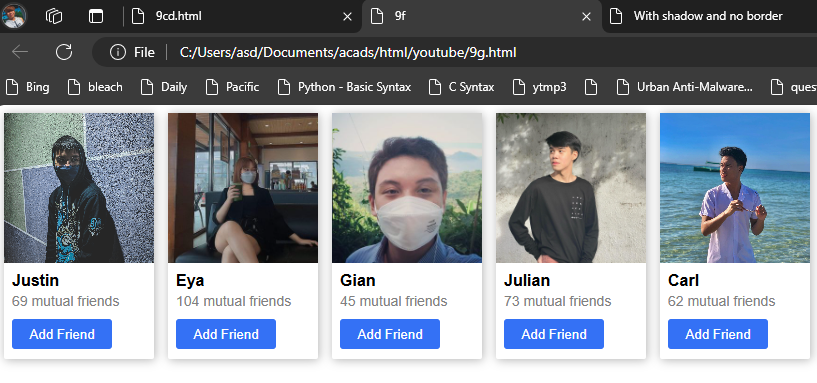 9cd.html
9f
With shadow and no border
File C:/Users/asd/Documents/acads/html/youtube/9g.html
Bing bleach Daily Pacific Python - Basic Syntax C Syntax ytmp3 Urban Anti-Malware... ques
Justin Eya Gian Julian Carl
69 mutual friends 104 mutual friends 45 mutual friends 73 mutual friends 62 mutual friends
Add Friend Add Friend Add Friend Add Friend Add Friend